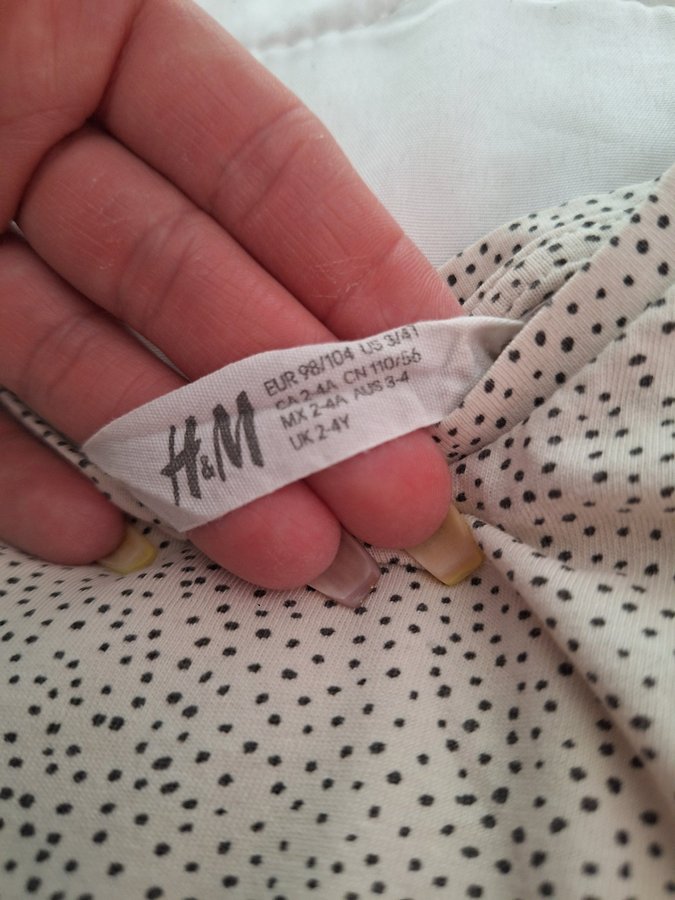 H&M
EUR 98/104 US 3/4T
CA 2-4A CN 110/56
MX 2-4A AUS 3-4
UK 2-4Y